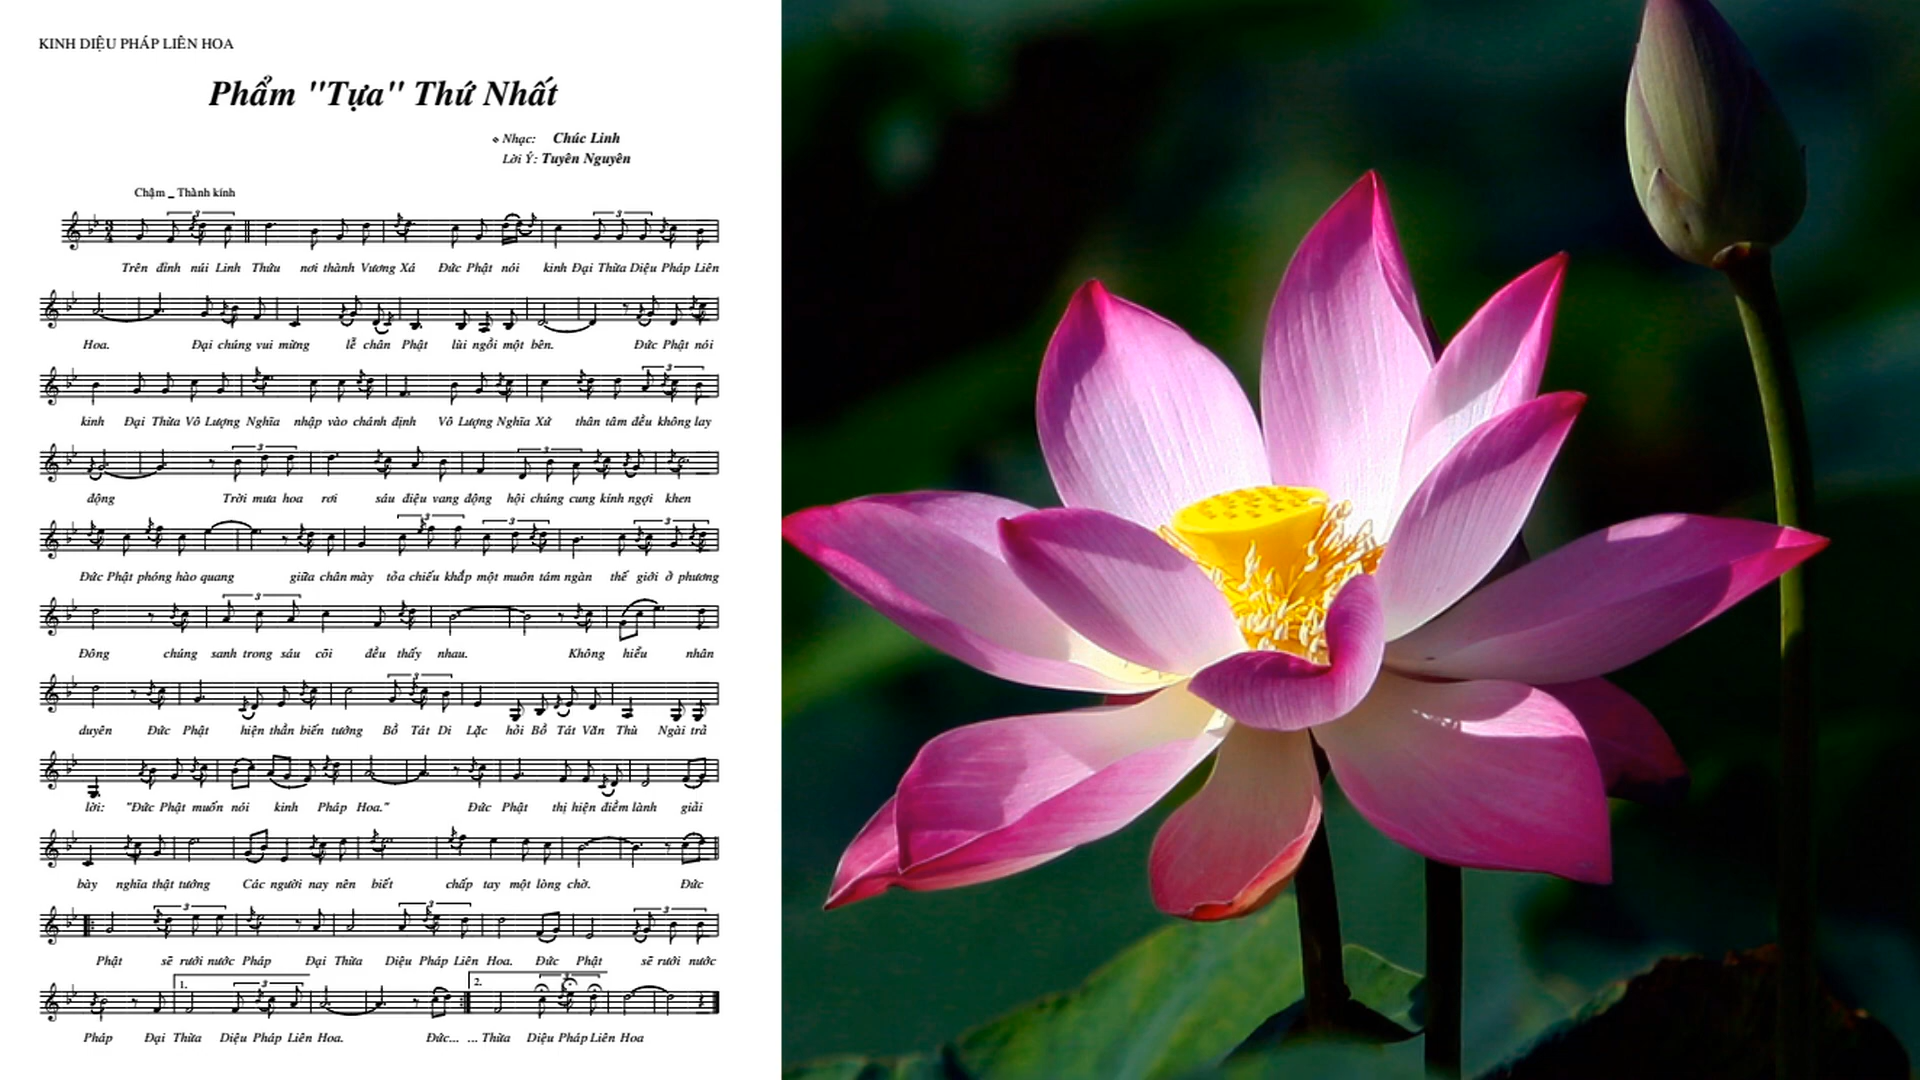 KINH DIỆU PHÁP LIÊN HOA
Phẩm "Tựa" Thứ Nhất
Nhạc: Chúc Linh
Lời Ý: Tuyên Nguyên
Chậm _ Thành kính
Trên đỉnh núi Linh Thứu nơi thành Vương Xá Đức Phật nói kinh Đại Thừa Diệu Pháp Liên
Hoa. Đại chúng vui mừng lễ chân Phật lùi ngồi một bên. Đức Phật nói
kinh Đại Thừa Vô Lượng Nghĩa nhập vào chánh định Vô Lượng Nghĩa Xứ thân tâm đều không lay
động Trời mưa hoa rơi sáu điệu vang động hội chúng cung kính ngợi khen
Đức Phật phóng hào quang giữa chân mày tỏa chiếu khắp một muôn tám ngàn thế giới ở phương
Đông chúng sanh trong sáu cõi đều thấy nhau. Không hiểu nhân
duyên Đức Phật hiện thần biến tướng Bồ Tát Di Lặc hỏi Bồ Tát Văn Thù Ngài trả
lời: "Đức Phật muốn nói kinh Pháp Hoa." Đức Phật thị hiện điềm lành giải
bày nghĩa thật tướng Các người nay nên biết chấp tay một lòng chờ. Đức
Phật sẽ rưới nước Pháp Đại Thừa Diệu Pháp Liên Hoa. Đức Phật sẽ rưới nước
1. 2.
Pháp Đại Thừa Diệu Pháp Liên Hoa. Đức... ... Thừa Diệu Pháp Liên Hoa